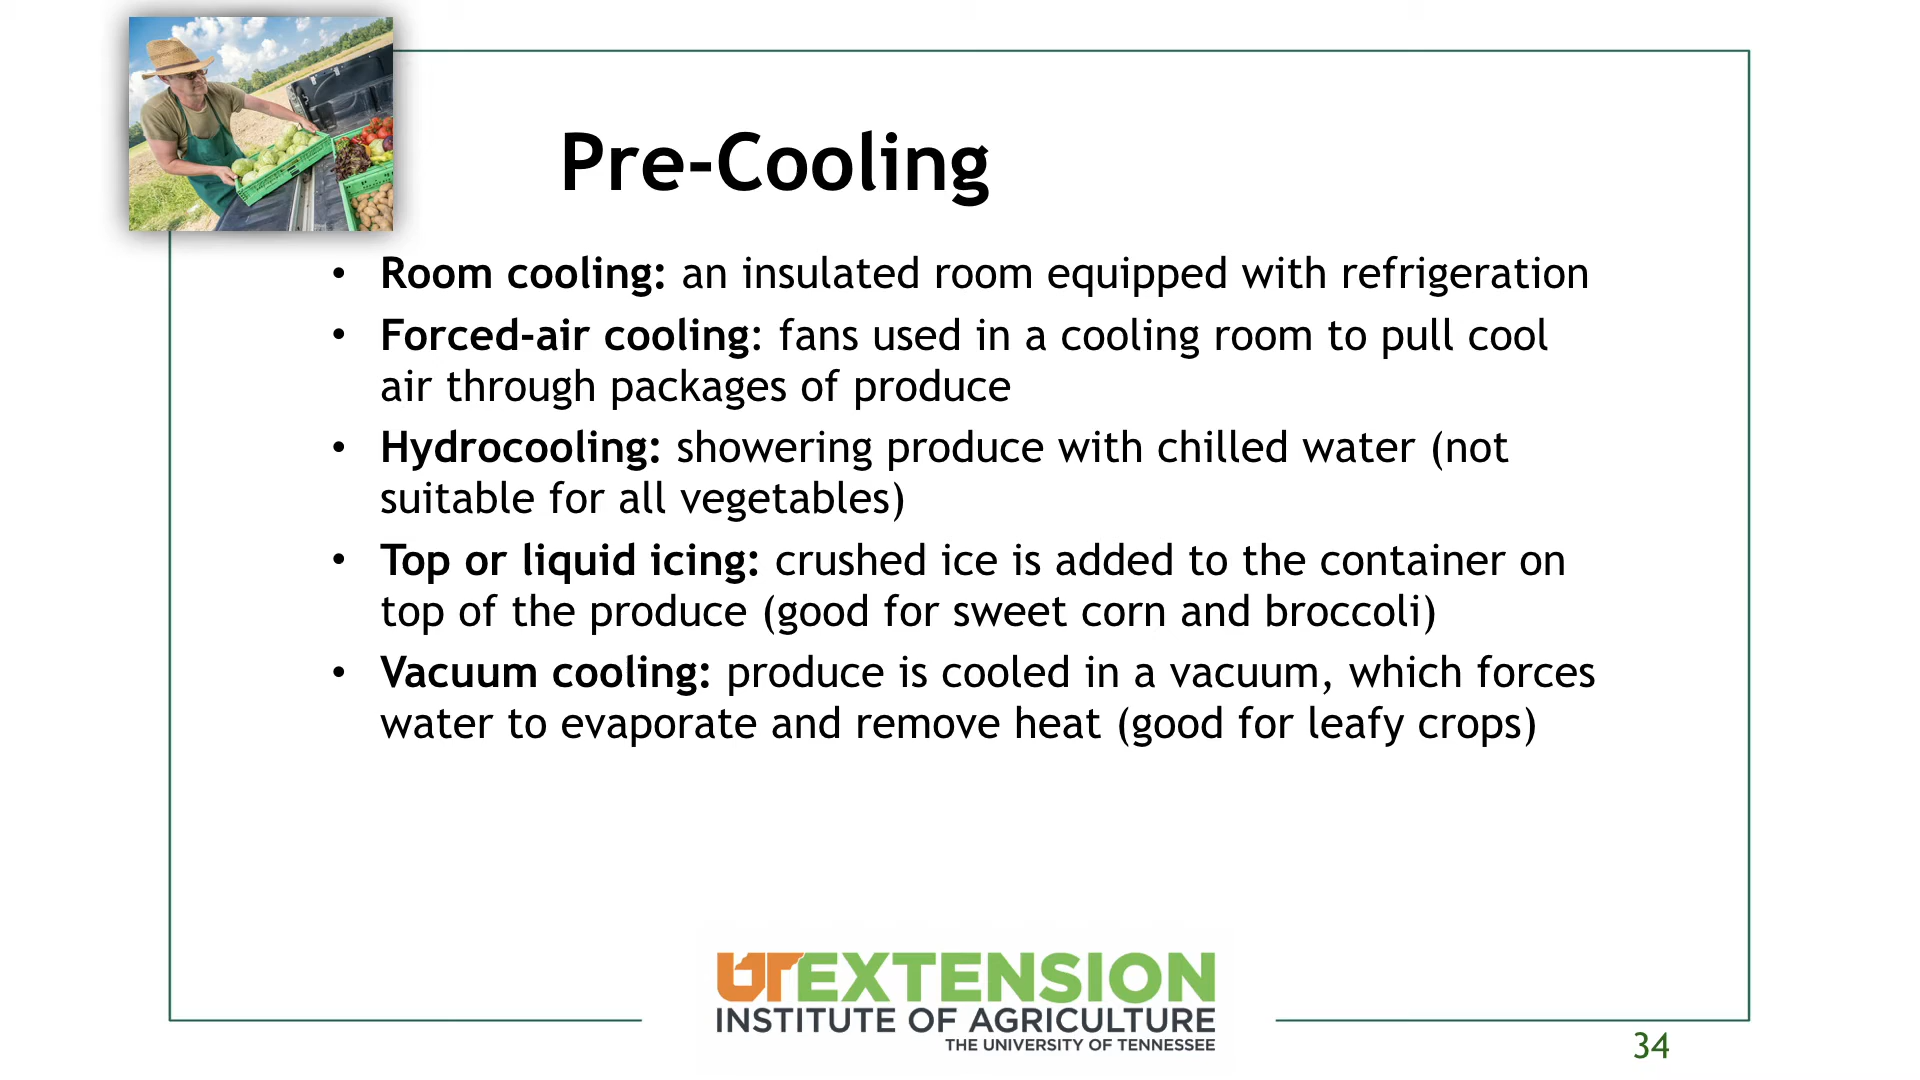 Pre-Cooling
• Room cooling: an insulated room equipped with refrigeration
• Forced-air cooling: fans used in a cooling room to pull cool
air through packages of produce
• Hydrocooling: showering produce with chilled water (not
suitable for all vegetables)
• Top or liquid icing: crushed ice is added to the container on
top of the produce (good for sweet corn and broccoli)
• Vacuum cooling: produce is cooled in a vacuum, which forces
water to evaporate and remove heat (good for leafy crops)
UTEXTENSION
INSTITUTE OF AGRICULTURE
THE UNIVERSITY OF TENNESSEE
34